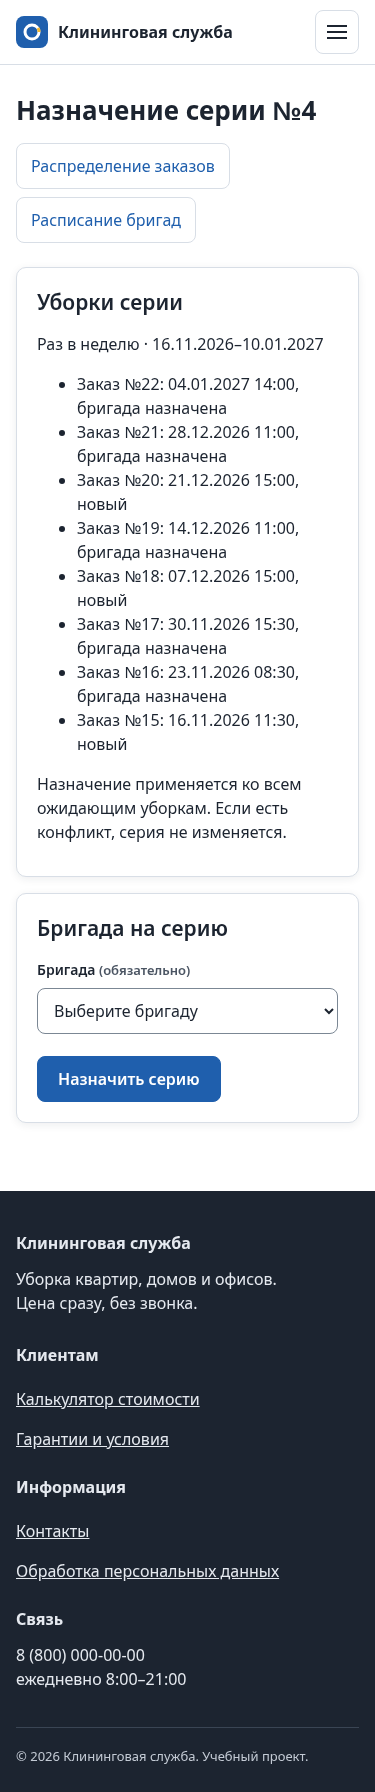 Клининговая служба
Назначение серии №4
Распределение заказов
Расписание бригад
Уборки серии
Раз в неделю · 16.11.2026–10.01.2027
• Заказ №22: 04.01.2027 14:00,
бригада назначена
• Заказ №21: 28.12.2026 11:00,
бригада назначена
• Заказ №20: 21.12.2026 15:00,
новый
• Заказ №19: 14.12.2026 11:00,
бригада назначена
• Заказ №18: 07.12.2026 15:00,
новый
• Заказ №17: 30.11.2026 15:30,
бригада назначена
• Заказ №16: 23.11.2026 08:30,
бригада назначена
• Заказ №15: 16.11.2026 11:30,
новый
Назначение применяется ко всем
ожидающим уборкам. Если есть
конфликт, серия не изменяется.
Бригада на серию
Бригада (обязательно)
Выберите бригаду
Назначить серию
Клининговая служба
Уборка квартир, домов и офисов.
Цена сразу, без звонка.
Клиентам
Калькулятор стоимости
Гарантии и условия
Информация
Контакты
Обработка персональных данных
Связь
8 (800) 000-00-00
ежедневно 8:00–21:00
© 2026 Клининговая служба. Учебный проект.